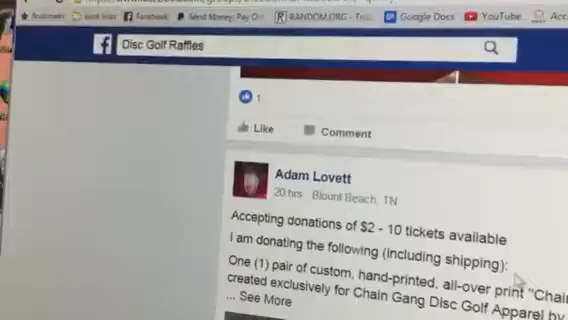 Bookmarks
Facebook
Send Money, Pay On
RANDOM.ORG - Tru
Google Docs
YouTube
Disc Golf Raffles
1
Like Comment
Adam Lovett
20 hrs Blount Beach, TN
Accepting donations of $2 - 10 tickets available
I am donating the following (including shipping):
One (1) pair of custom, hand-printed, all-over print "Chai
created exclusively for Chain Gang Disc Golf Apparel by
... See More